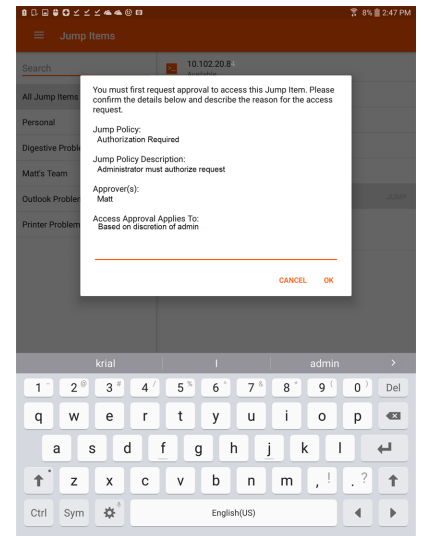 8% 2:47 PM
Jump Items
Search
10.102.20.8
Available
All Jump Items
Personal
Digestive Proble
Matt's Team
Outlook Problem
Printer Problem
JUMP
You must first request approval to access this Jump Item. Please
confirm the details below and describe the reason for the access
request.
Jump Policy:
Authorization Required
Jump Policy Description:
Administrator must authorize request
Approver(s):
Matt
Access Approval Applies To:
Based on discretion of admin
CANCEL OK
krial I admin >
1 - 2 @ 3 # 4 / 5 % 6 ^ 7 & 8 * 9 ( 0 ) Del
q w e r t y u i o p
a s d f g h j k l
z x c v b n m , ! . ?
Ctrl Sym English(US)